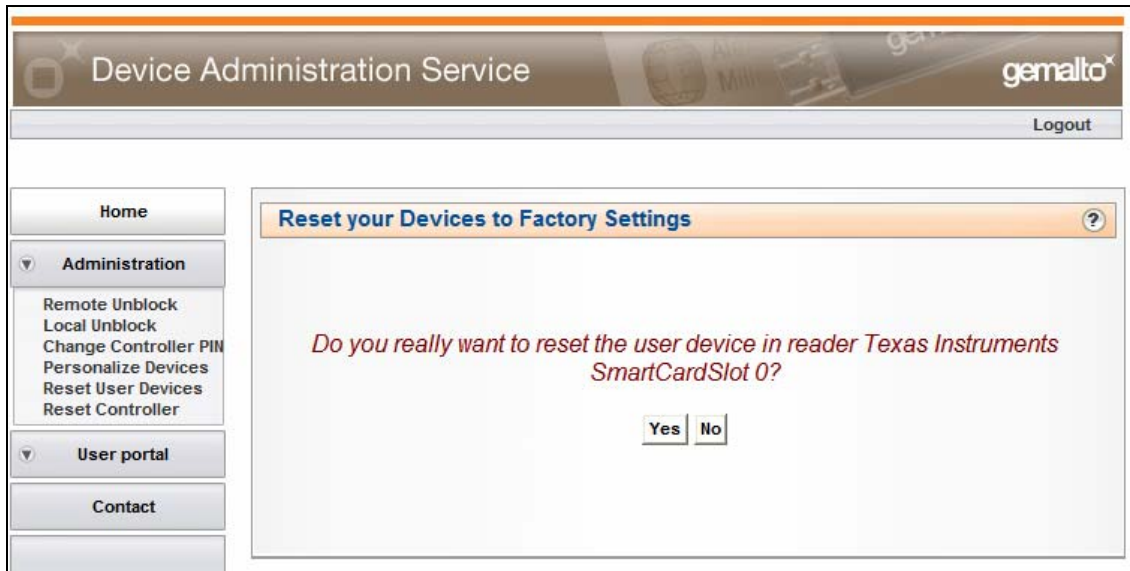 Device Administration Service
gemalto
Logout
Home
Administration
Remote Unblock
Local Unblock
Change Controller PIN
Personalize Devices
Reset User Devices
Reset Controller
User portal
Contact
Reset your Devices to Factory Settings
?
Do you really want to reset the user device in reader Texas Instruments
SmartCardSlot 0?
Yes No